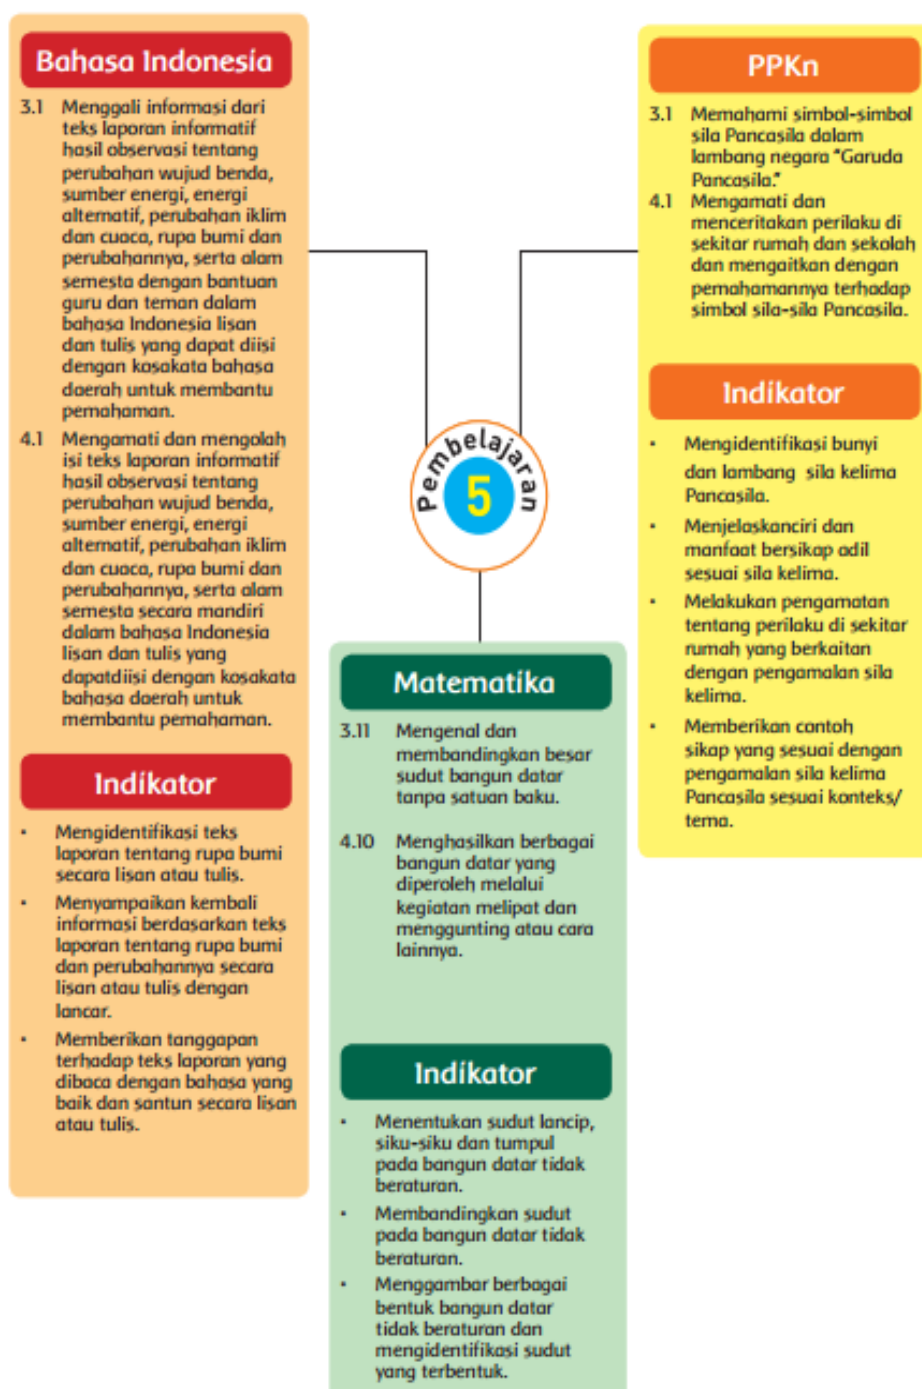 Bahasa Indonesia
3.1 Menggali informasi dari
teks laporan informatif
hasil observasi tentang
perubahan wujud benda,
sumber energi, energi
alternatif, perubahan iklim
dan cuaca, rupa bumi dan
perubahannya, serta alam
semesta dengan bantuan
guru dan teman dalam
bahasa Indonesia lisan
dan tulis yang dapat diisi
dengan kosakata bahasa
daerah untuk membantu
pemahaman.
4.1 Mengamati dan mengolah
isi teks laporan informatif
hasil observasi tentang
perubahan wujud benda,
sumber energi, energi
alternatif, perubahan iklim
dan cuaca, rupa bumi dan
perubahannya, serta alam
semesta secara mandiri
dalam bahasa Indonesia
lisan dan tulis yang
dapatdiisi dengan kosakata
bahasa daerah untuk
membantu pemahaman.
Indikator
• Mengidentifikasi teks
laporan tentang rupa bumi
secara lisan atau tulis.
• Menyampaikan kembali
informasi berdasarkan teks
laporan tentang rupa bumi
dan perubahannya secara
lisan atau tulis dengan
lancar.
• Memberikan tanggapan
terhadap teks laporan yang
dibaca dengan bahasa yang
baik dan santun secara lisan
atau tulis.
Pembelajaran
5
Matematika
3.11 Mengenal dan
membandingkan besar
sudut bangun datar
tanpa satuan baku.
4.10 Menghasilkan berbagai
bangun datar yang
diperoleh melalui
kegiatan melipat dan
menggunting atau cara
lainnya.
Indikator
• Menentukan sudut lancip,
siku-siku dan tumpul
pada bangun datar tidak
beraturan.
• Membandingkan sudut
pada bangun datar tidak
beraturan.
• Menggambar berbagai
bentuk bangun datar
tidak beraturan dan
mengidentifikasi sudut
yang terbentuk.
PPKn
3.1 Memahami simbol-simbol
sila Pancasila dalam
lambang negara "Garuda
Pancasila."
4.1 Mengamati dan
menceritakan perilaku di
sekitar rumah dan sekolah
dan mengaitkan dengan
pemahamannya terhadap
simbol sila-sila Pancasila.
Indikator
• Mengidentifikasi bunyi
dan lambang sila kelima
Pancasila.
• Menjelaskanciri dan
manfaat bersikap adil
sesuai sila kelima.
• Melakukan pengamatan
tentang perilaku di sekitar
rumah yang berkaitan
dengan pengamalan sila
kelima.
• Memberikan contoh
sikap yang sesuai dengan
pengamalan sila kelima
Pancasila sesuai konteks/
tema.